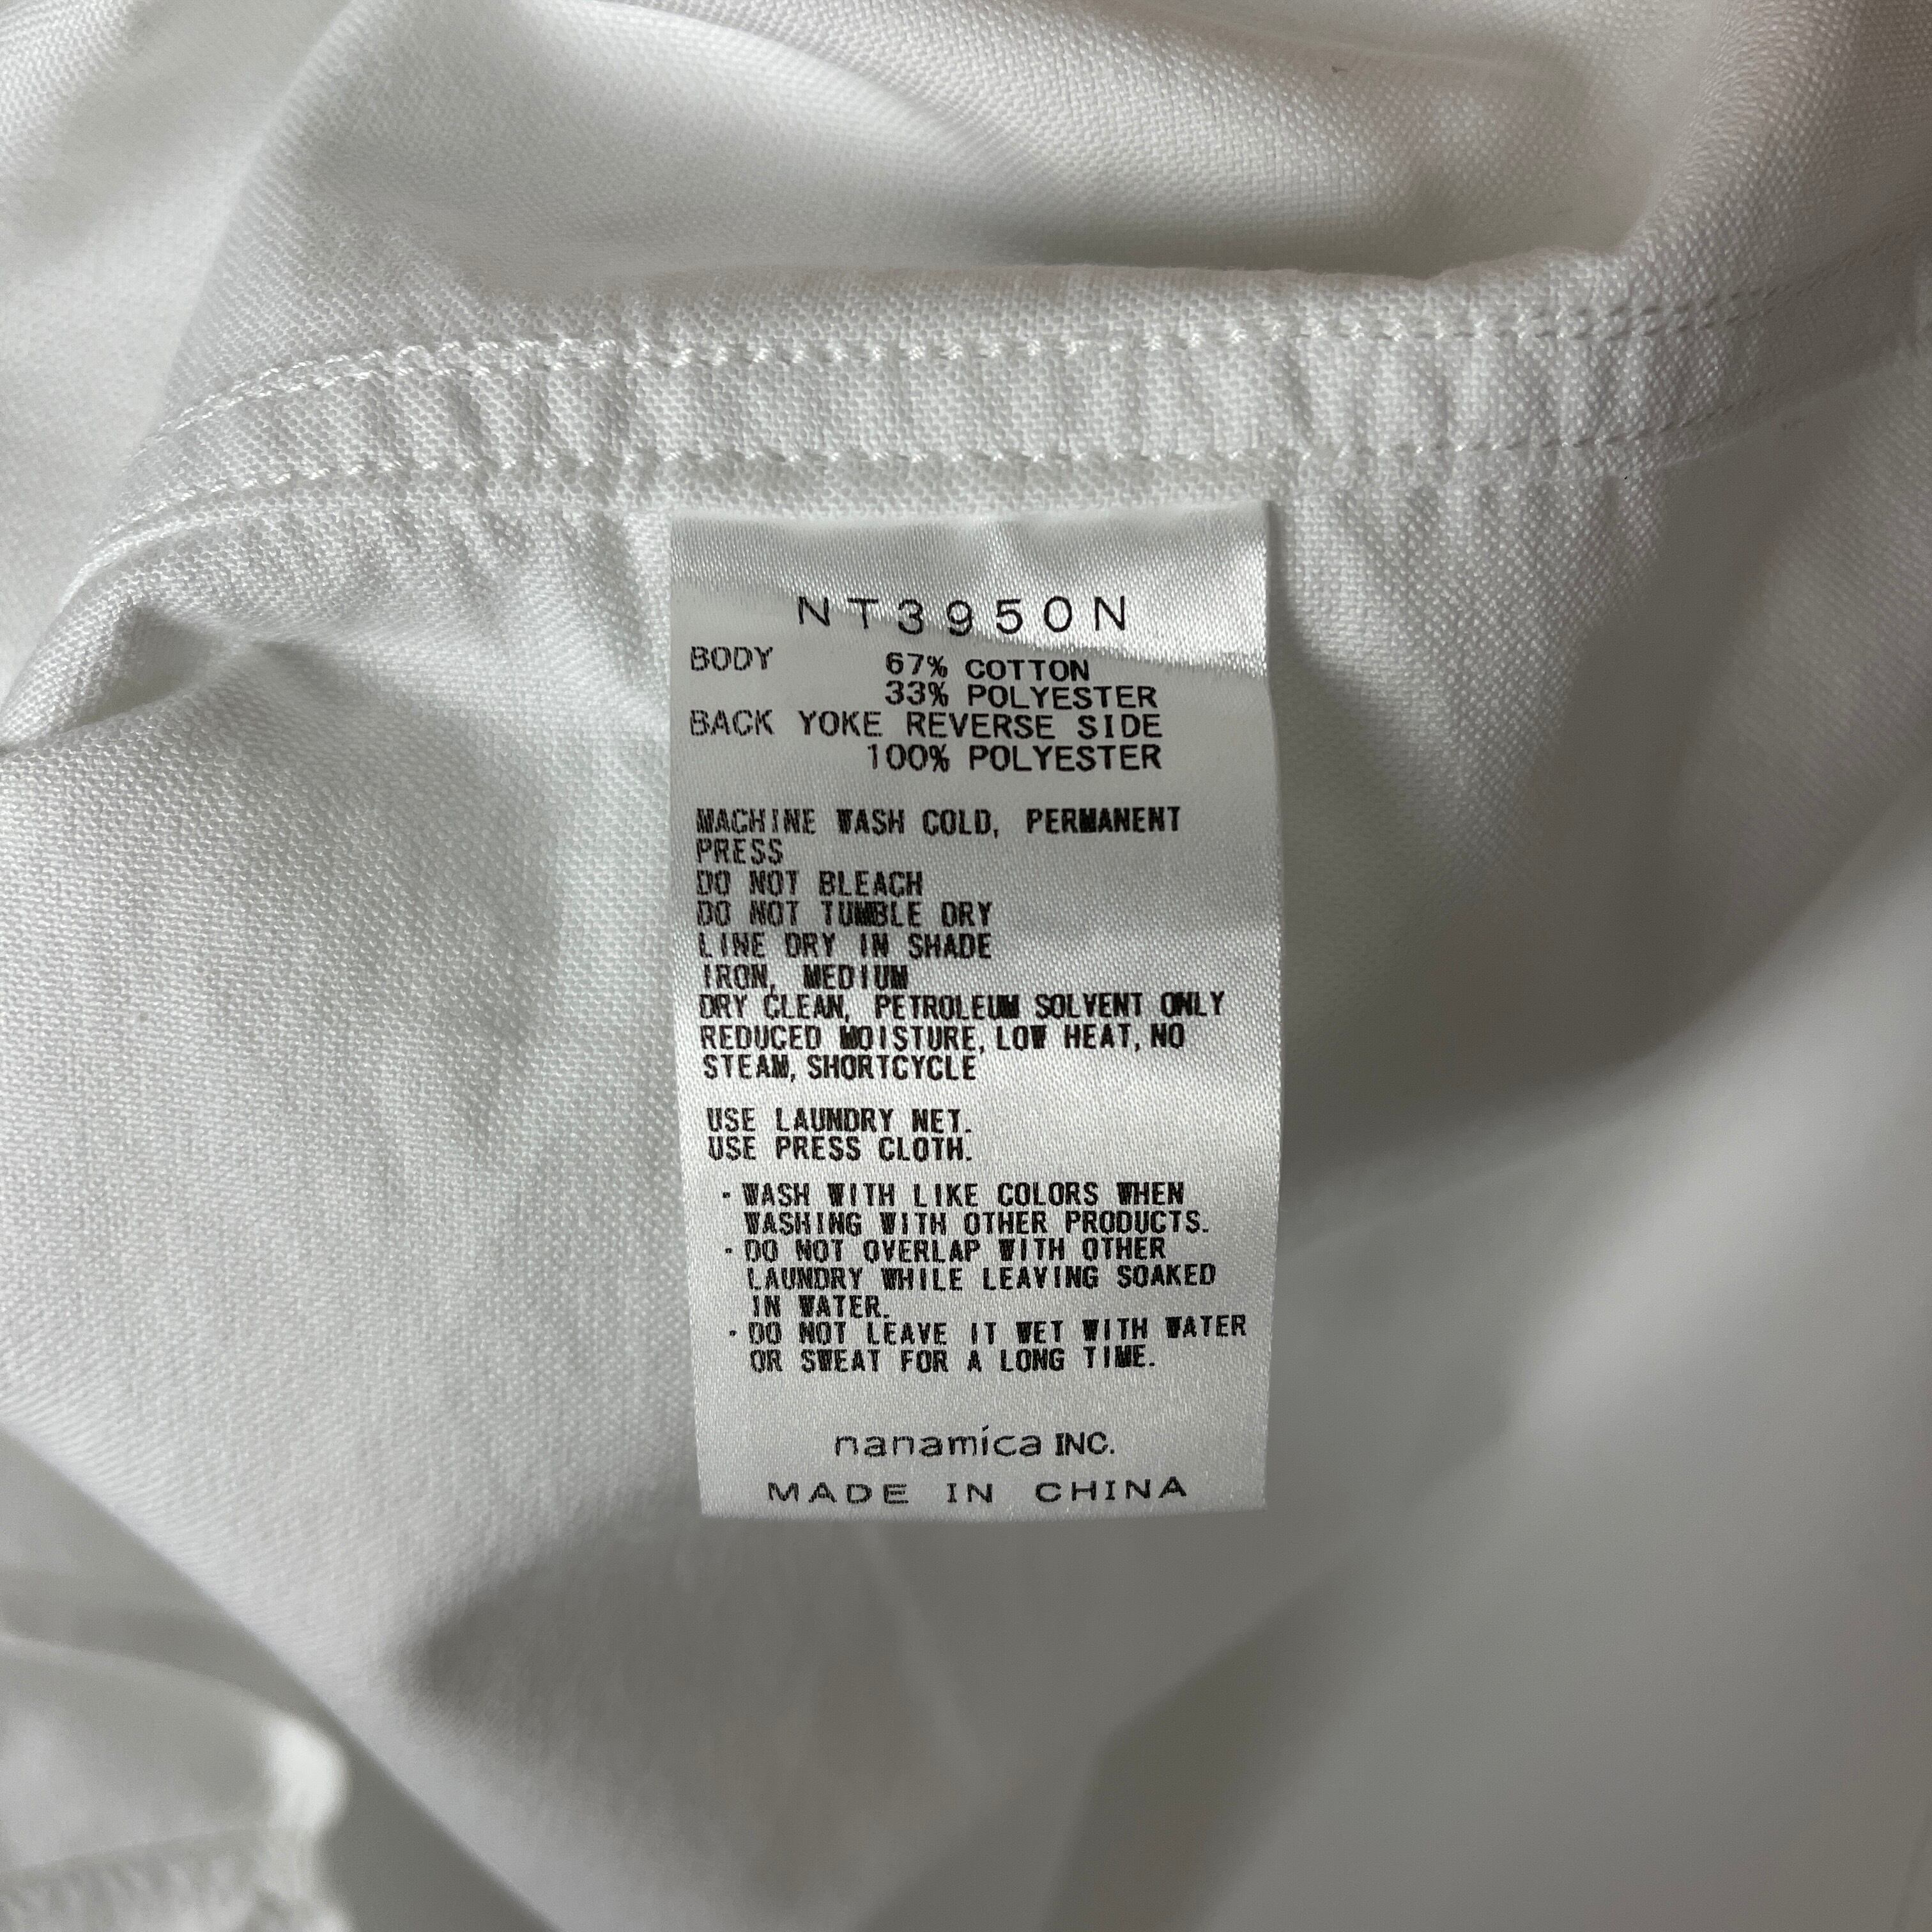 NT3950N
BODY 67% COTTON
33% POLYESTER
BACK YOKE REVERSE SIDE
100% POLYESTER
MACHINE WASH COLD, PERMANENT
PRESS
DO NOT BLEACH
DO NOT TUMBLE DRY
LINE DRY IN SHADE
IRON, MEDIUM
DRY CLEAN, PETROLEUM SOLVENT ONLY
REDUCED MOISTURE, LOW HEAT, NO
STEAM, SHORTCYCLE
USE LAUNDRY NET.
USE PRESS CLOTH.
・WASH WITH LIKE COLORS WHEN
WASHING WITH OTHER PRODUCTS.
・DO NOT OVERLAP WITH OTHER
LAUNDRY WHILE LEAVING SOAKED
IN WATER.
・DO NOT LEAVE IT WET WITH WATER
OR SWEAT FOR A LONG TIME.
nanamica INC.
MADE IN CHINA